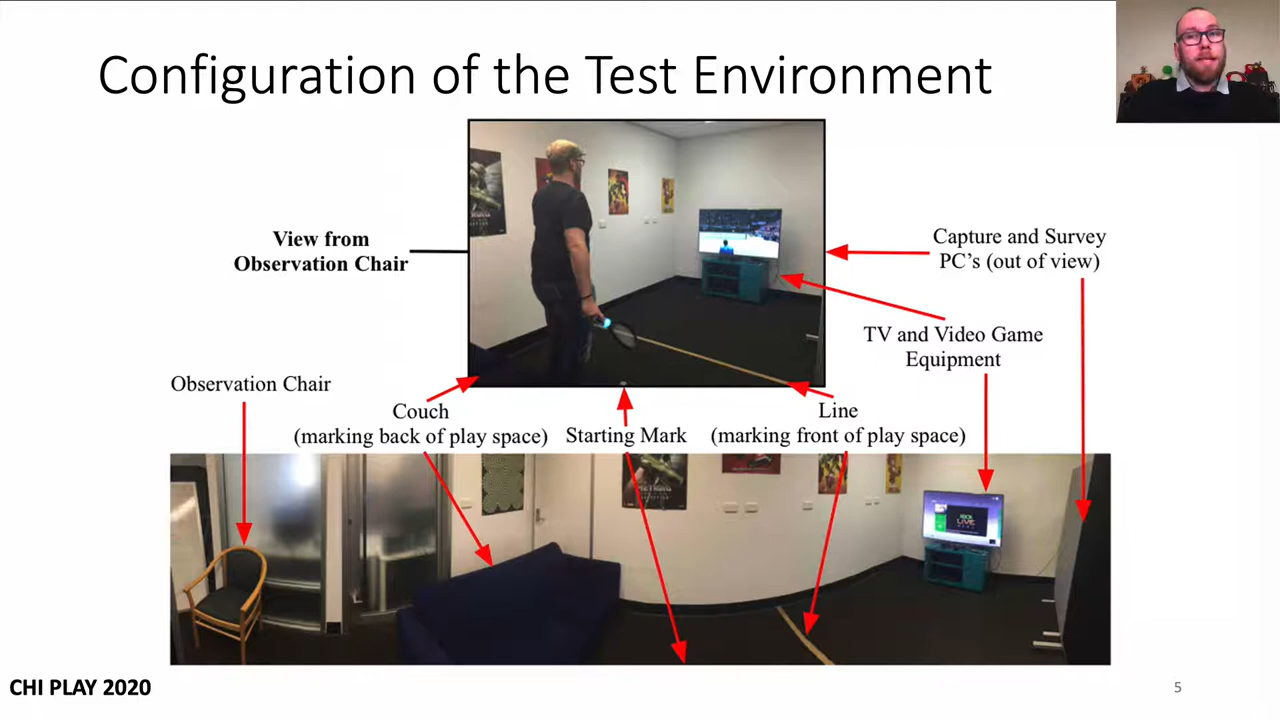 Configuration of the Test Environment
View from
Observation Chair
Capture and Survey
PC's (out of view)
TV and Video Game
Equipment
Observation Chair
Couch
(marking back of play space)
Starting Mark
Line
(marking front of play space)
XBOX
LIVE
CHI PLAY 2020
5